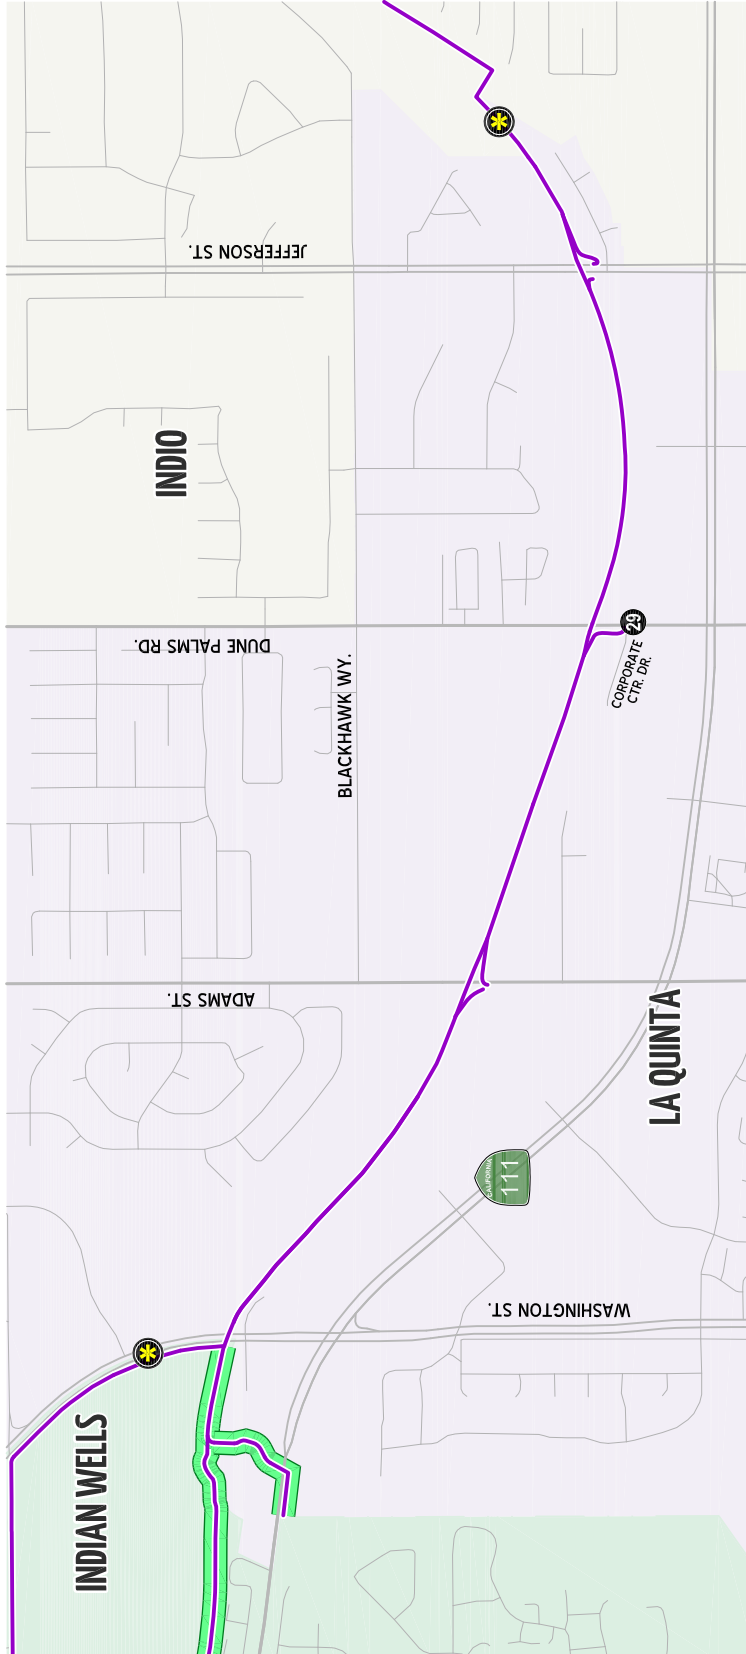 JEFFERSON ST.
INDIO
29
DUNE PALMS RD.
CORPORATE
CTR. DR.
BLACKHAWK WY.
ADAMS ST.
LA QUINTA
CALIFORNIA
111
WASHINGTON ST.
INDIAN WELLS